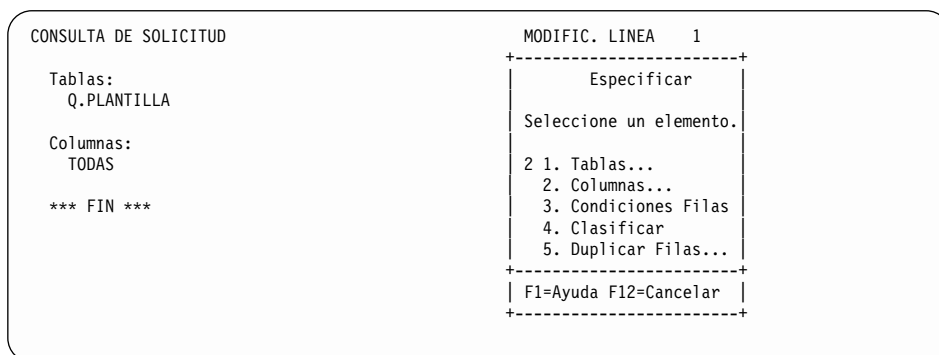 CONSULTA DE SOLICITUD MODIFIC. LINEA 1
+-------------------------+
Tablas: | Especificar |
Q.PLANTILLA | |
| Seleccione un elemento.|
Columnas: | |
TODAS | 2 1. Tablas... |
| 2. Columnas... |
*** FIN *** | 3. Condiciones Filas |
| 4. Clasificar |
| 5. Duplicar Filas... |
+-------------------------+
| F1=Ayuda F12=Cancelar |
+-------------------------+